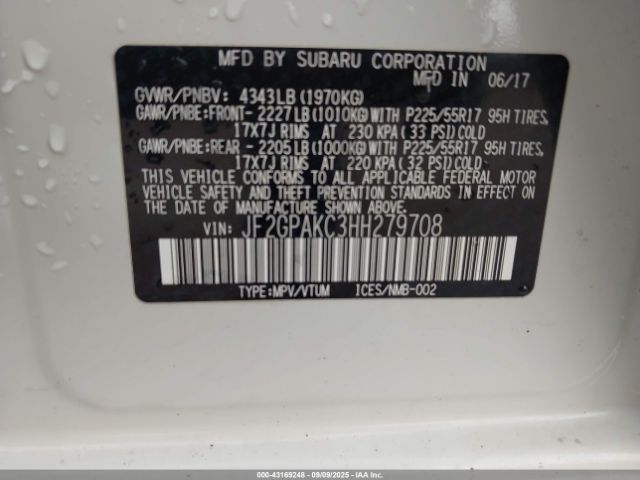 MFD BY SUBARU CORPORATION
MFD IN 06/17
GVWR/PNBV: 4343LB(1970KG)
GAWR/PNBE:FRONT-2227LB(1010KG)WITH P225/55R17 95H TIRES,
17X7J RIMS AT 230 KPA(33 PSI)COLD
GAWR/PNBE:REAR -2205LB(1000KG)WITH P225/55R17 95H TIRES,
17X7J RIMS AT 220 KPA(32 PSI)COLD
THIS VEHICLE CONFORMS TO ALL APPLICABLE FEDERAL MOTOR
VEHICLE SAFETY AND THEFT PREVENTION STANDARDS IN EFFECT
ON THE DATE OF MANUFACTURE SHOWN ABOVE.
VIN: JF2GPAKC3HH279708
TYPE:MPV/VTUM ICES/NMB-002
000-43169248 - 09/09/2025 - IAA Inc.